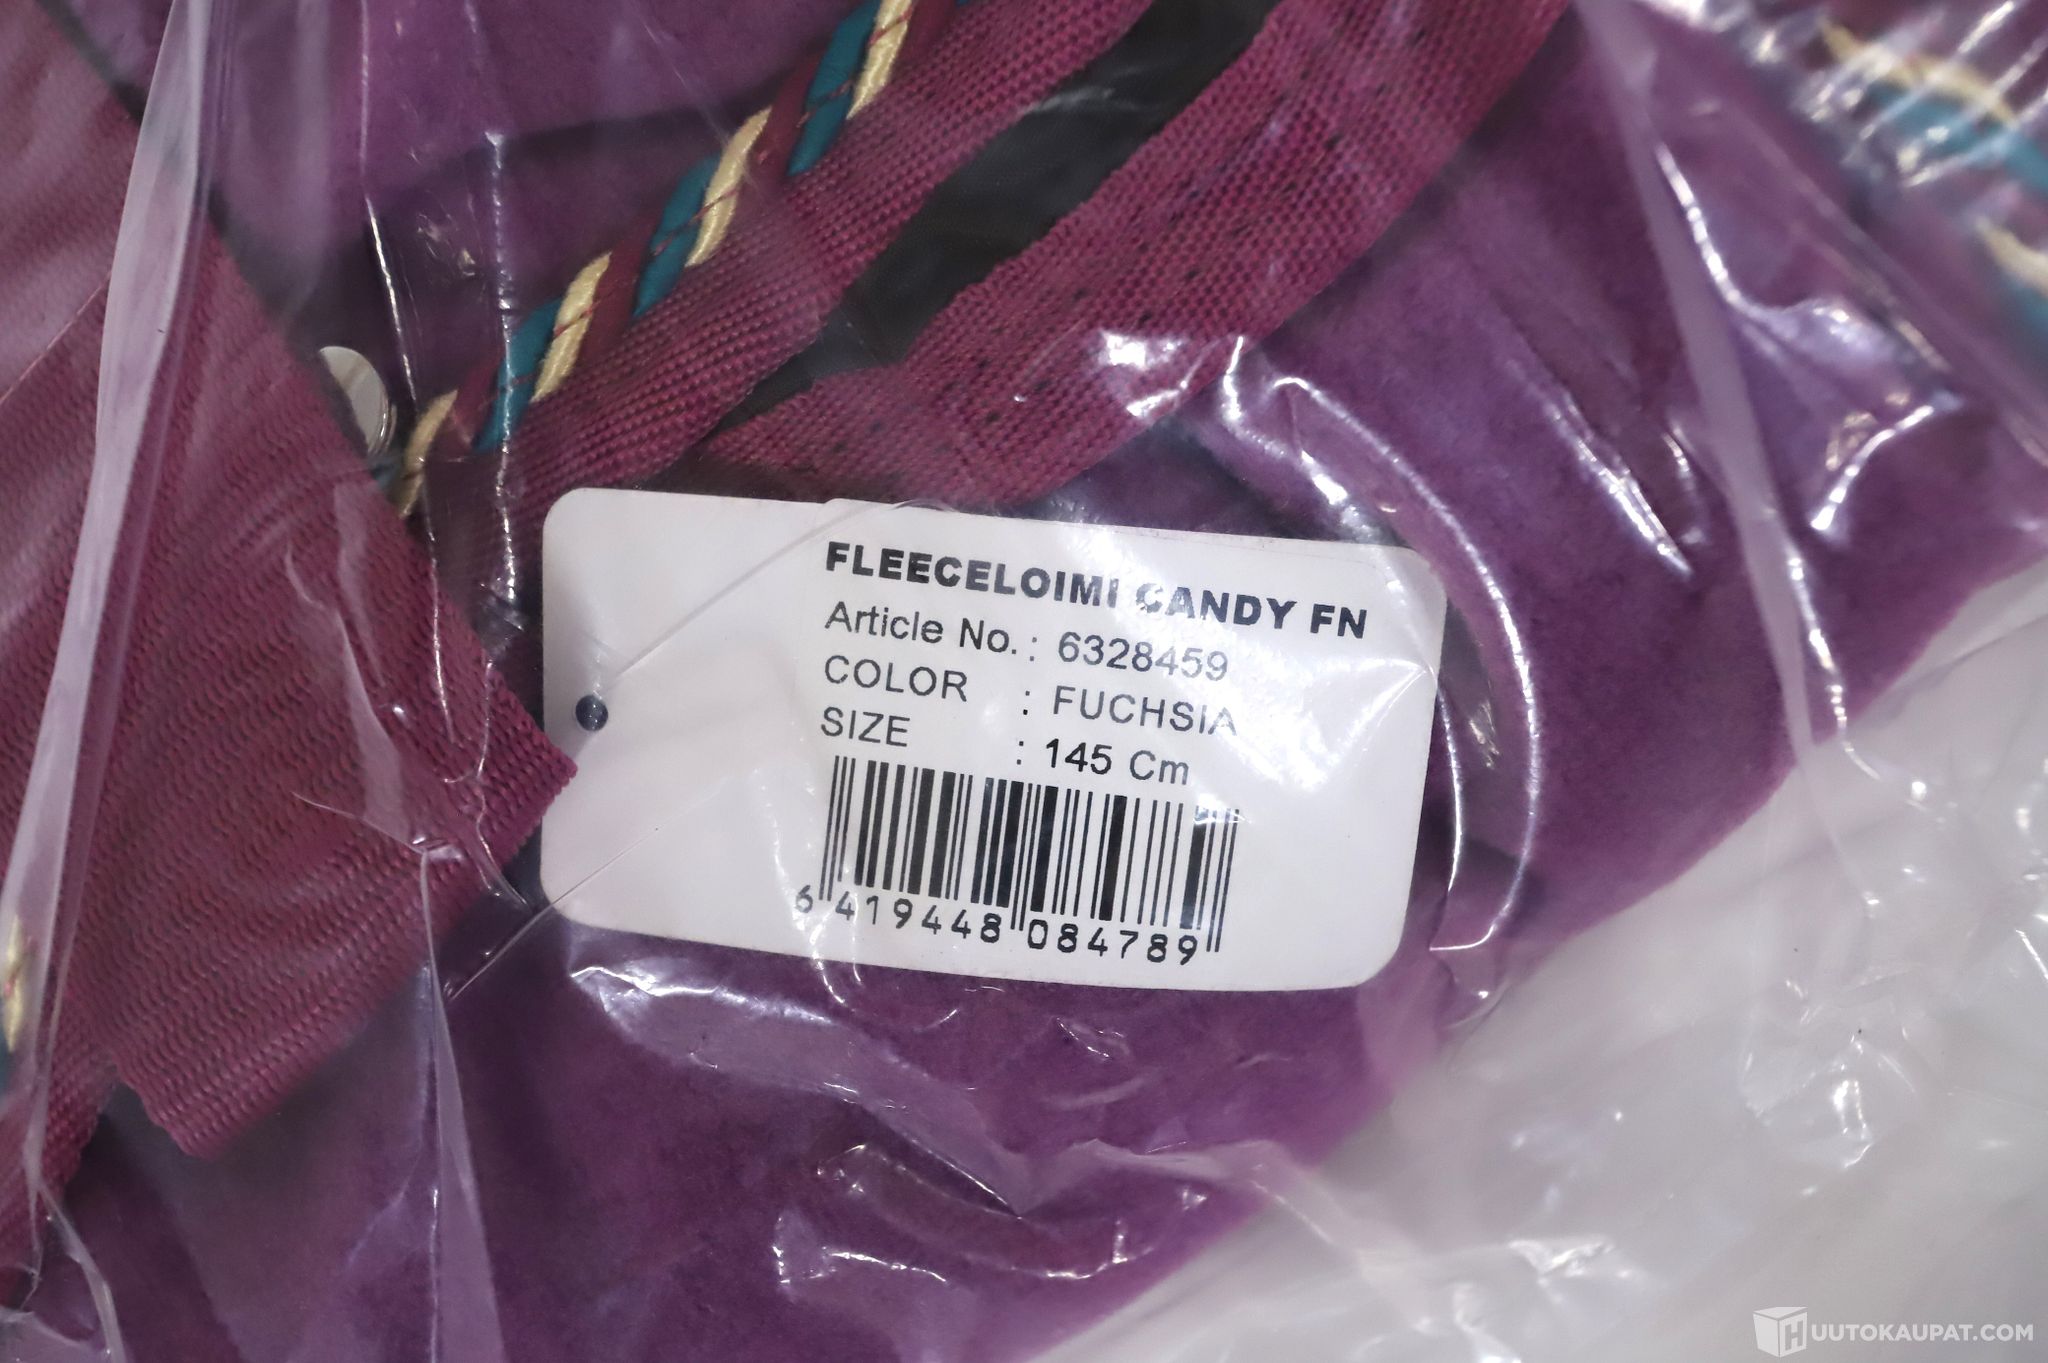 FLEECELOIMI CANDY FN
Article No. : 6328459
COLOR : FUCHSIA
SIZE : 145 Cm
6 419448 084789
HUUTOKAUPAT.COM